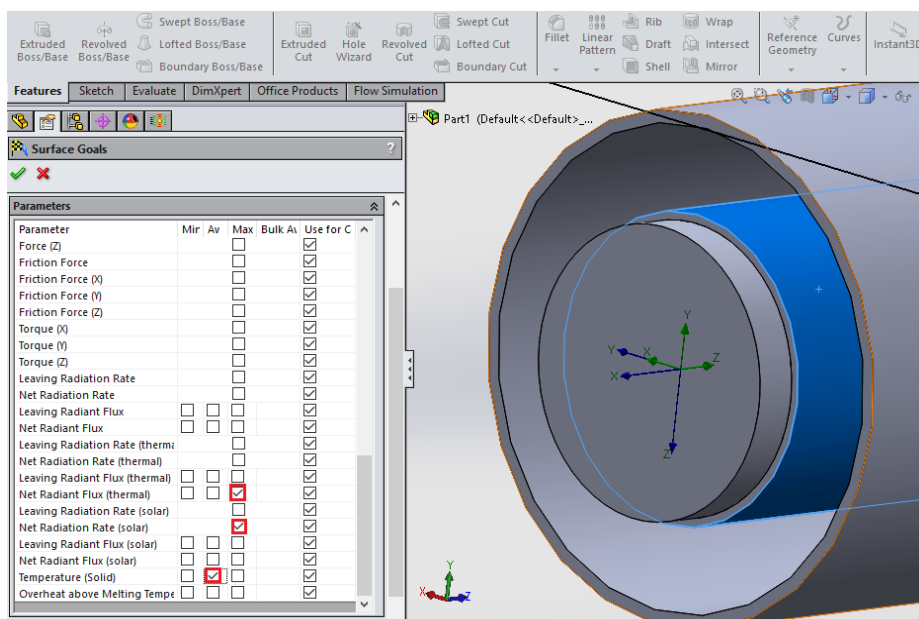 Extruded Boss/Base
Revolved Boss/Base
Swept Boss/Base
Lofted Boss/Base
Boundary Boss/Base
Extruded Cut
Hole Wizard
Revolved Cut
Swept Cut
Lofted Cut
Boundary Cut
Fillet
Linear Pattern
Rib
Draft
Shell
Wrap
Intersect
Mirror
Reference Geometry
Curves
Instant3D
Features Sketch Evaluate DimXpert Office Products Flow Simulation
Part1 (Default<<Default>_...
Surface Goals ?
Parameters
Parameter Mir Av Max Bulk Av Use for C
Force (Z)
Friction Force
Friction Force (X)
Friction Force (Y)
Friction Force (Z)
Torque (X)
Torque (Y)
Torque (Z)
Leaving Radiation Rate
Net Radiation Rate
Leaving Radiant Flux
Net Radiant Flux
Leaving Radiation Rate (therma
Net Radiation Rate (thermal)
Leaving Radiant Flux (thermal)
Net Radiant Flux (thermal)
Leaving Radiation Rate (solar)
Net Radiation Rate (solar)
Leaving Radiant Flux (solar)
Net Radiant Flux (solar)
Temperature (Solid)
Overheat above Melting Tempe
Y
Y X Z
X
Z
Y
X Z